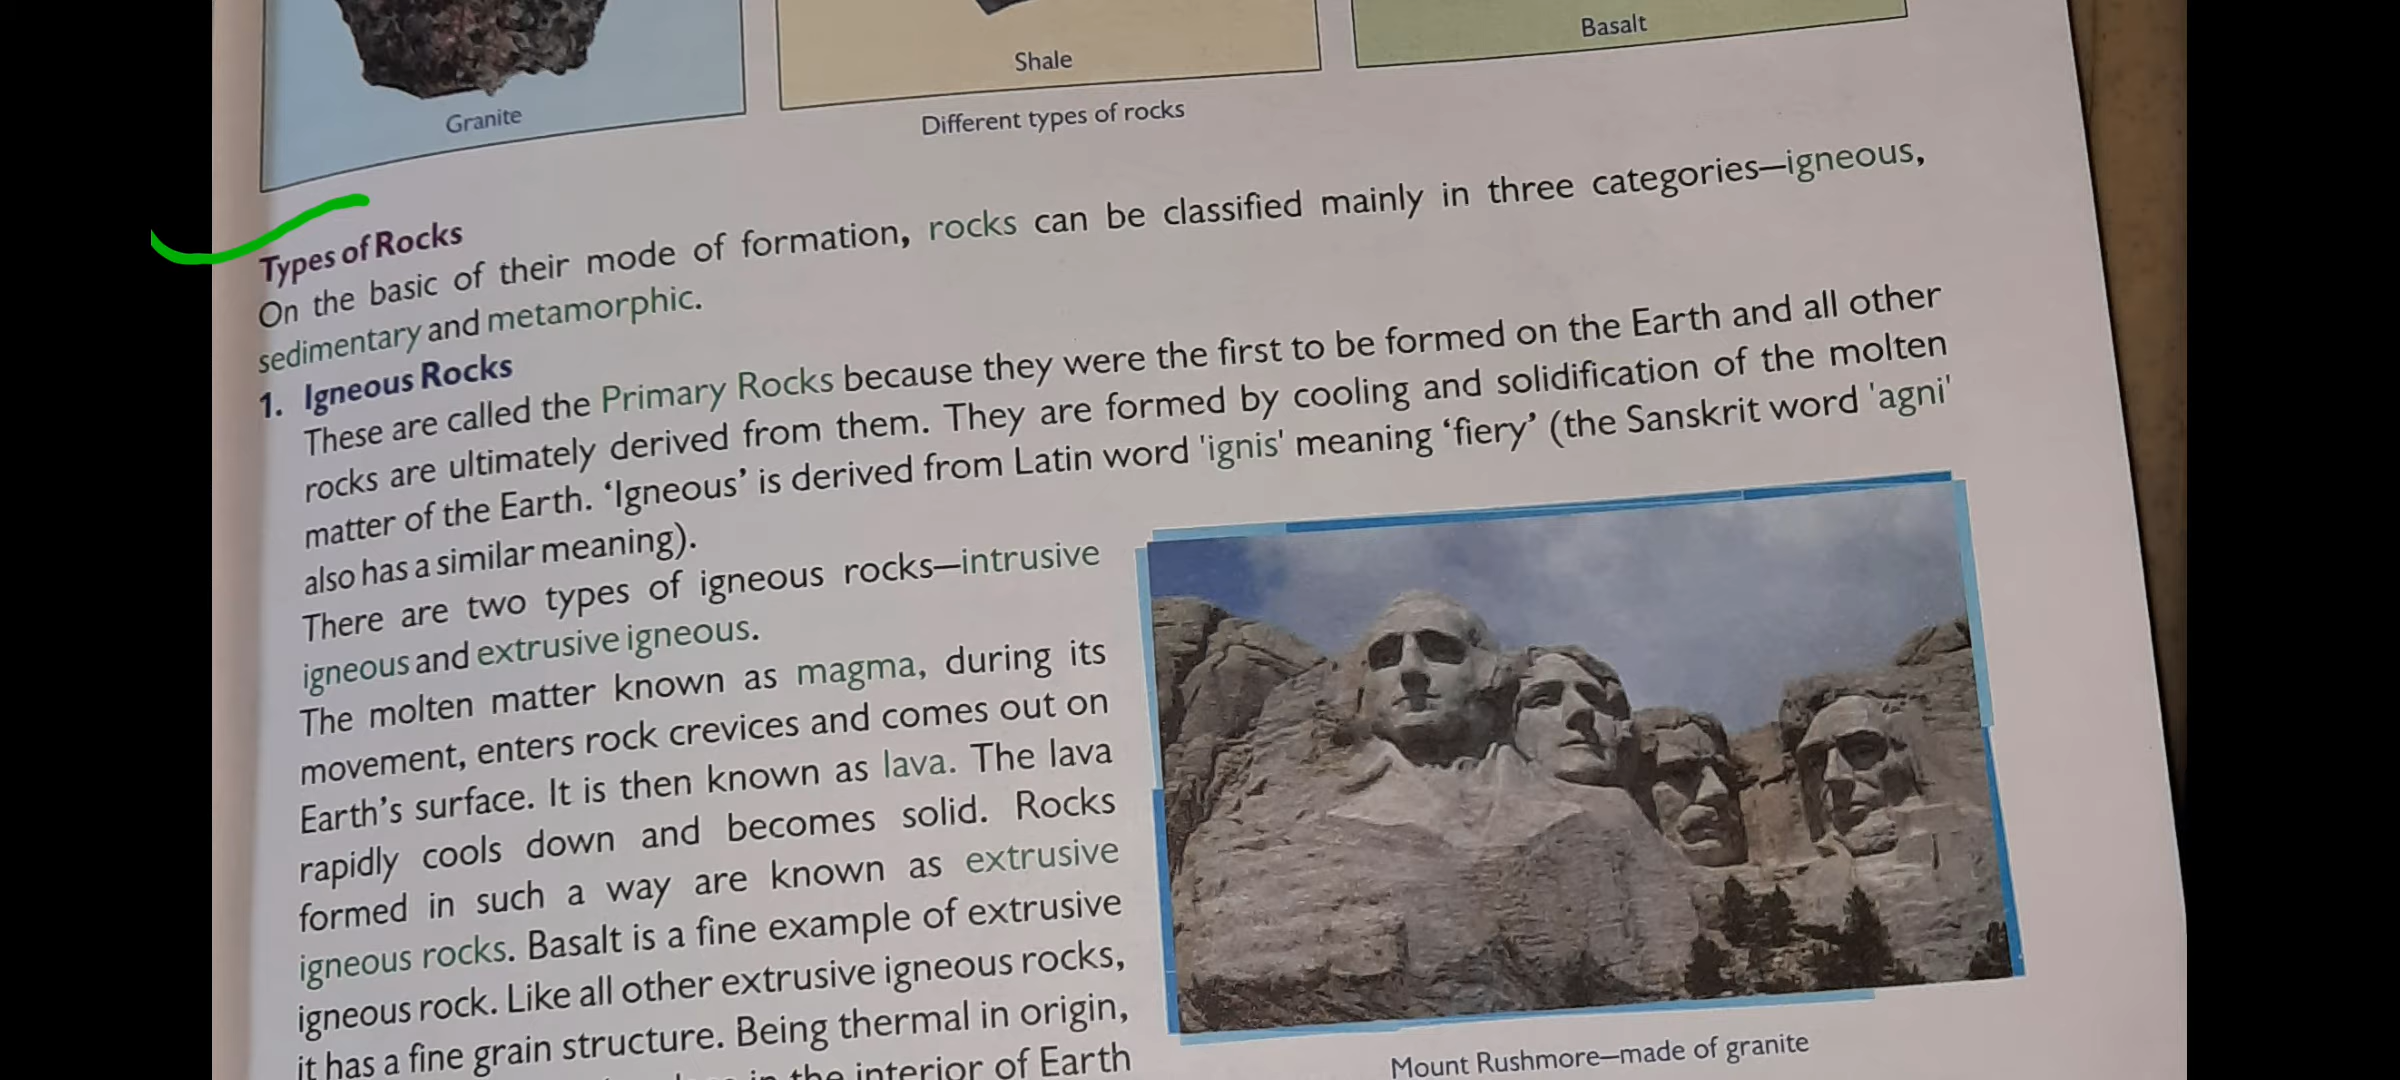 Granite
Shale
Basalt
Different types of rocks
Types of Rocks
On the basic of their mode of formation, rocks can be classified mainly in three categories—igneous,
sedimentary and metamorphic.
1. Igneous Rocks
These are called the Primary Rocks because they were the first to be formed on the Earth and all other
rocks are ultimately derived from them. They are formed by cooling and solidification of the molten
matter of the Earth. ‘Igneous’ is derived from Latin word 'ignis' meaning ‘fiery’ (the Sanskrit word 'agni'
also has a similar meaning).
There are two types of igneous rocks—intrusive
igneous and extrusive igneous.
The molten matter known as magma, during its
movement, enters rock crevices and comes out on
Earth’s surface. It is then known as lava. The lava
rapidly cools down and becomes solid. Rocks
formed in such a way are known as extrusive
igneous rocks. Basalt is a fine example of extrusive
igneous rock. Like all other extrusive igneous rocks,
it has a fine grain structure. Being thermal in origin,
in the interior of Earth
Mount Rushmore—made of granite